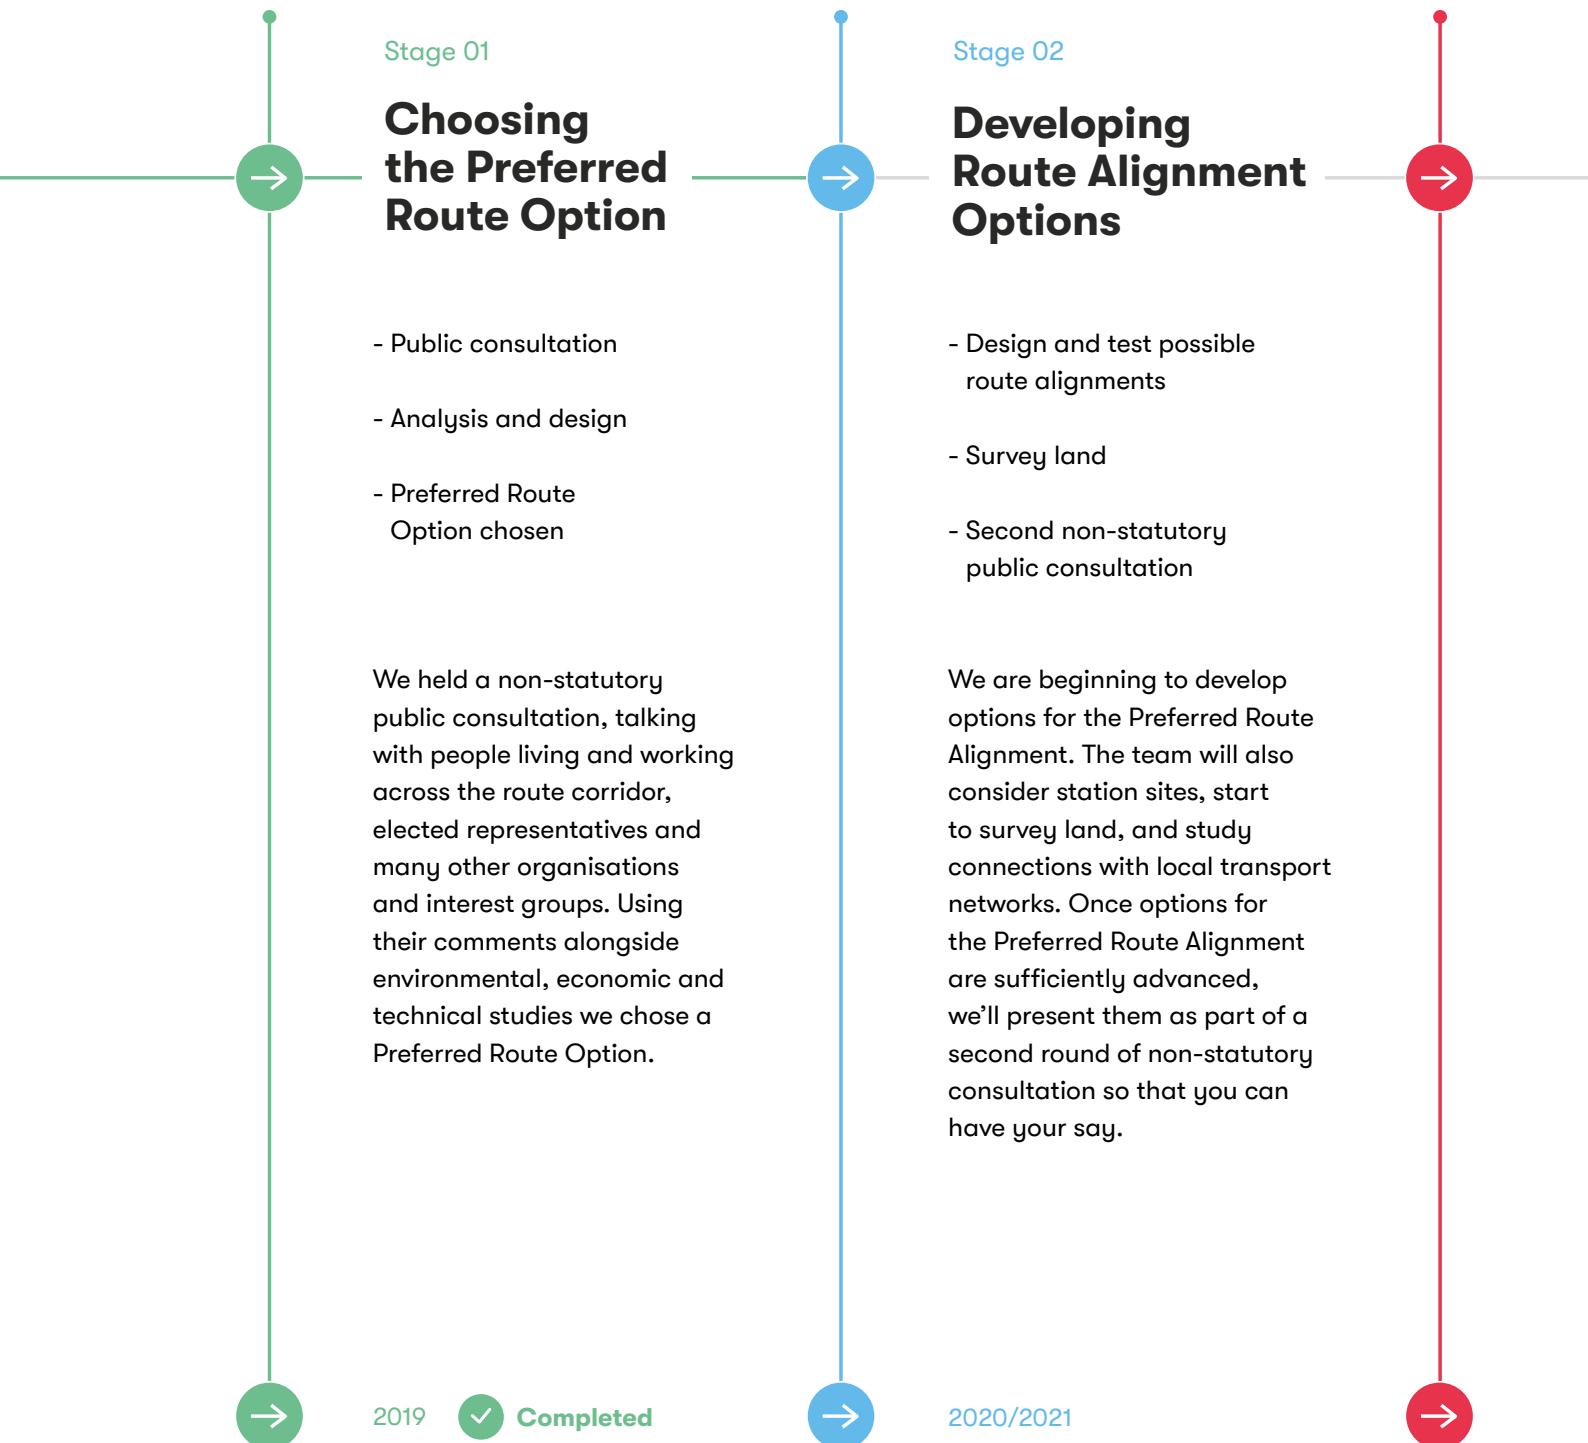 Stage 01
Choosing
the Preferred
Route Option
- Public consultation
- Analysis and design
- Preferred Route
Option chosen
We held a non-statutory
public consultation, talking
with people living and working
across the route corridor,
elected representatives and
many other organisations
and interest groups. Using
their comments alongside
environmental, economic and
technical studies we chose a
Preferred Route Option.
2019
Completed
Stage 02
Developing
Route Alignment
Options
- Design and test possible
route alignments
- Survey land
- Second non-statutory
public consultation
We are beginning to develop
options for the Preferred Route
Alignment. The team will also
consider station sites, start
to survey land, and study
connections with local transport
networks. Once options for
the Preferred Route Alignment
are sufficiently advanced,
we’ll present them as part of a
second round of non-statutory
consultation so that you can
have your say.
2020/2021